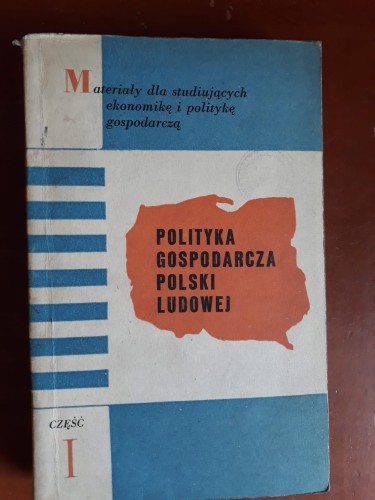 Materiały dla studiujących
ekonomikę i politykę
gospodarczą
POLITYKA
GOSPODARCZA
POLSKI
LUDOWEJ
CZĘŚĆ
I